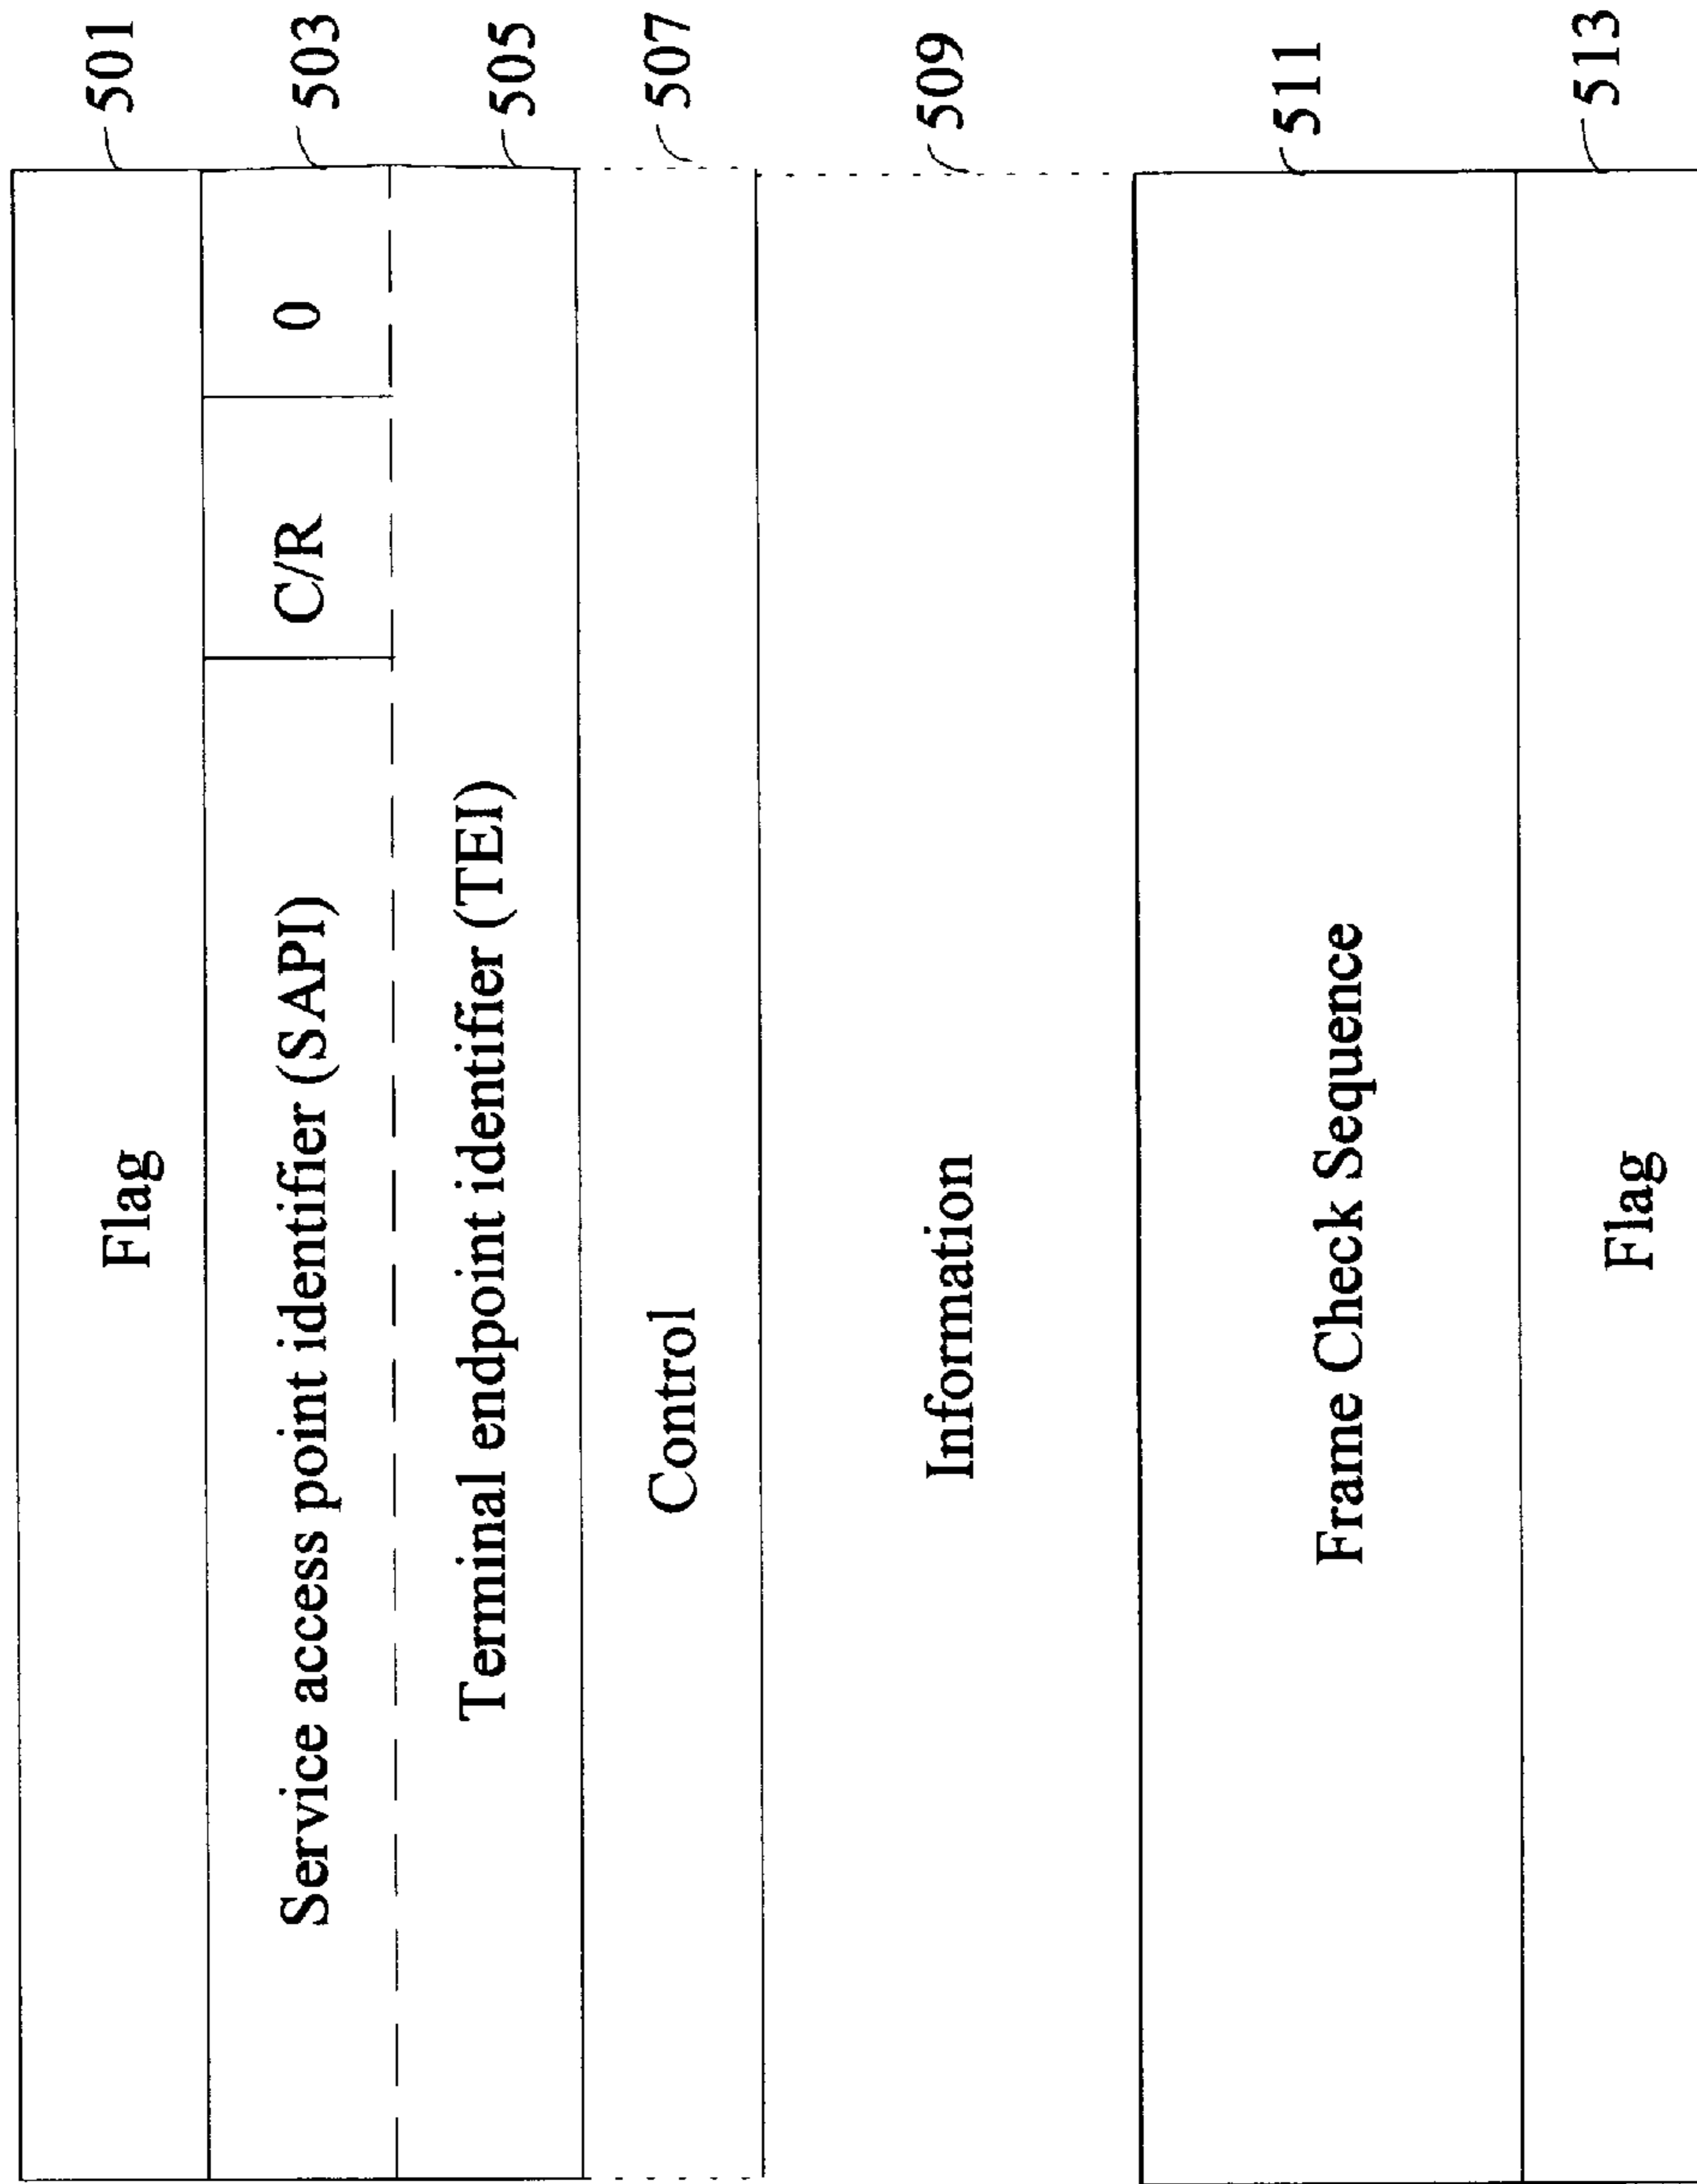 Flag 501
Service access point identifier (SAPI) C/R 0 503
Terminal endpoint identifier (TEI) 505
Control 507
Information 509
Frame Check Sequence 511
Flag 513